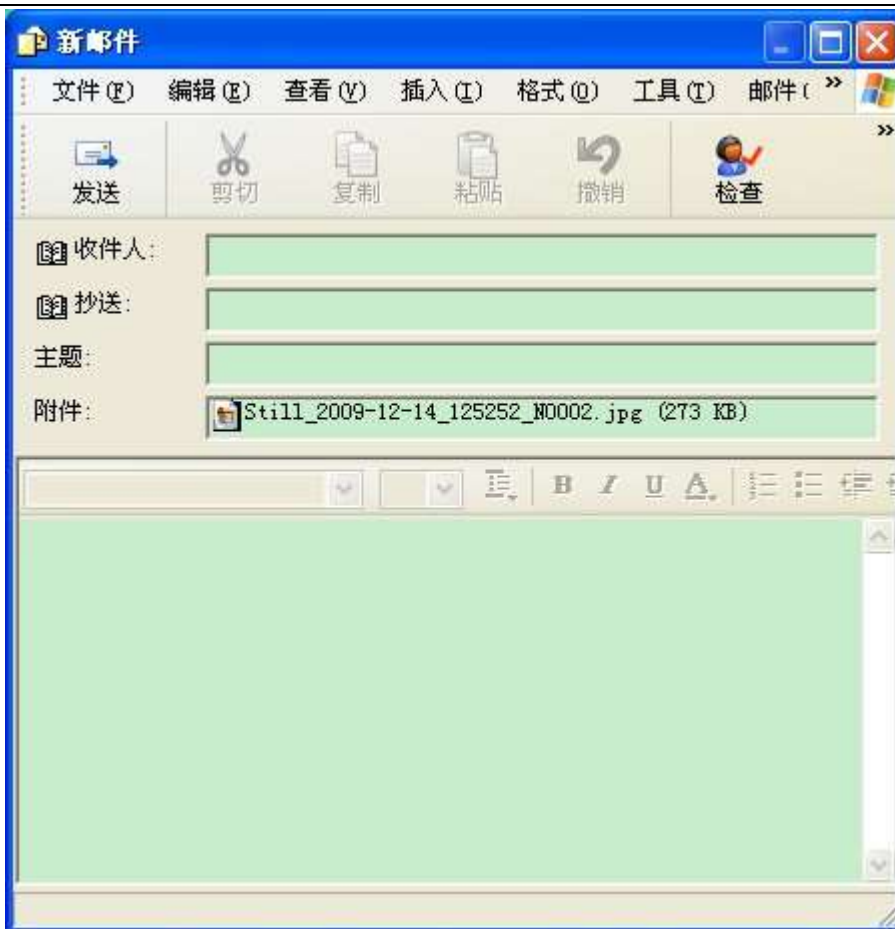 新邮件
文件(F) 编辑(E) 查看(V) 插入(I) 格式(O) 工具(T) 邮件( »
»
发送 剪切 复制 粘贴 撤销 检查
收件人:
抄送:
主题:
附件: Still_2009-12-14_125252_N0002.jpg (273 KB)
B I U A